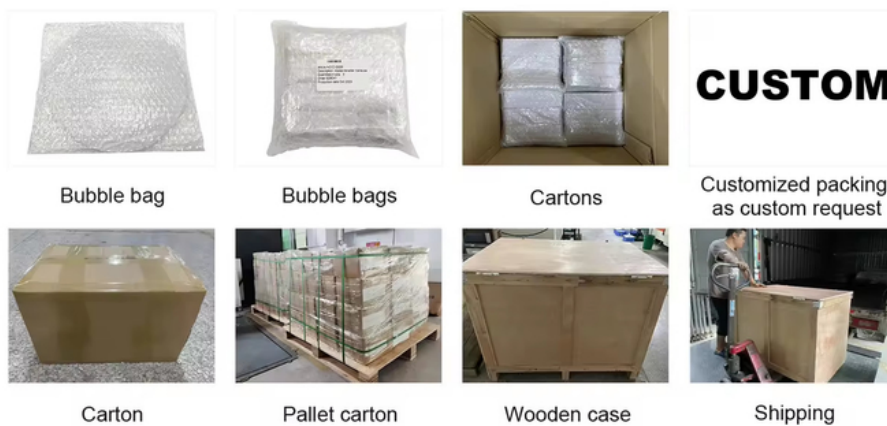 CUSTOM
Bubble bag
Bubble bags
Cartons
Customized packing
as custom request
Carton
Pallet carton
Wooden case
Shipping